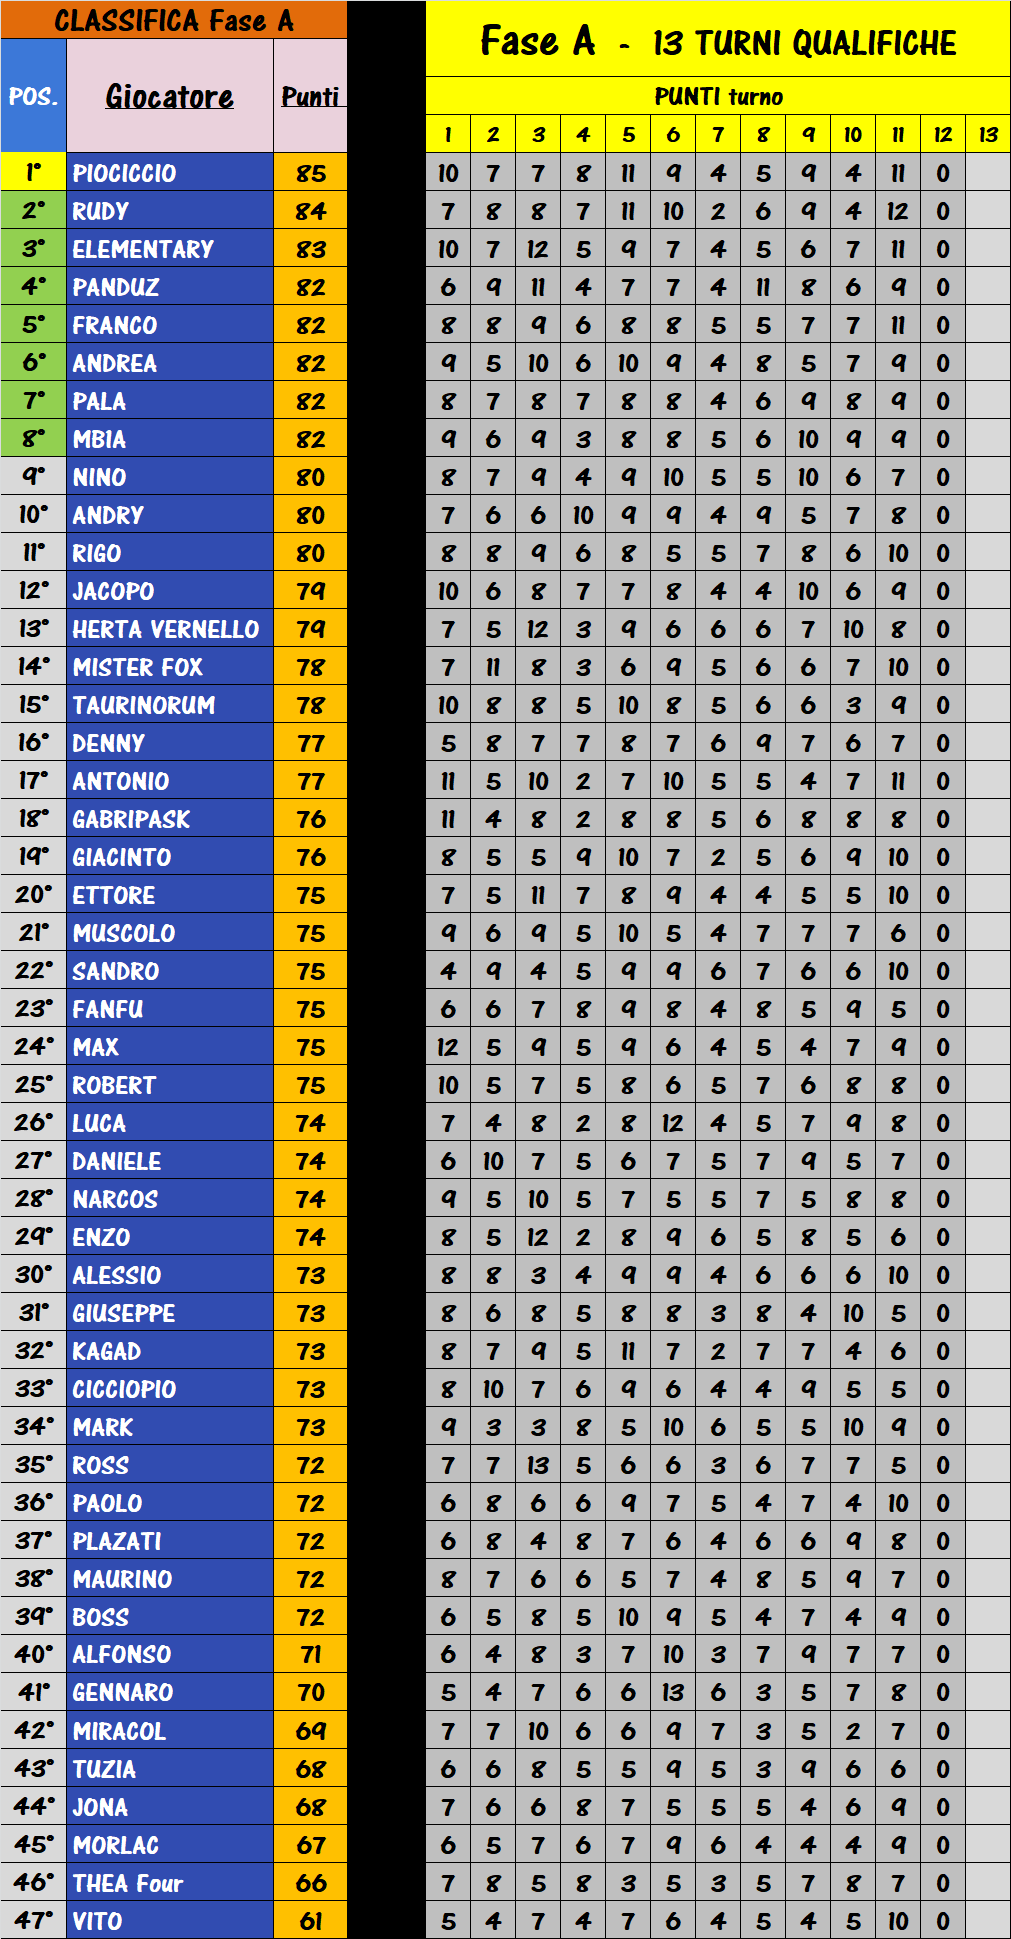 CLASSIFICA Fase A
Fase A - 13 TURNI QUALIFICHE
POS. Giocatore Punti
PUNTI turno
1 2 3 4 5 6 7 8 9 10 11 12 13
1° PIOCICCIO 85 10 7 7 8 11 9 4 5 9 4 11 0
2° RUDY 84 7 8 8 7 11 10 2 6 9 4 12 0
3° ELEMENTARY 83 10 7 12 5 9 7 4 5 6 7 11 0
4° PANDUZ 82 6 9 11 4 7 7 4 11 8 6 9 0
5° FRANCO 82 8 8 9 6 8 8 5 5 7 7 11 0
6° ANDREA 82 9 5 10 6 10 9 4 8 5 7 9 0
7° PALA 82 8 7 8 7 8 8 4 6 9 8 9 0
8° MB1A 82 9 6 9 3 8 8 5 6 10 9 9 0
9° NINO 80 8 7 9 4 9 10 5 5 10 6 7 0
10° ANDRY 80 7 6 6 10 9 9 4 9 5 7 8 0
11° RIGO 80 8 8 9 6 8 5 5 7 8 6 10 0
12° JACOPO 79 10 6 8 7 7 8 4 4 10 6 9 0
13° HERTA VERNELLO 79 7 5 12 3 9 6 6 6 7 10 8 0
14° MISTER FOX 78 7 11 8 3 6 9 5 6 6 7 10 0
15° TAURINORUM 78 10 8 8 5 10 8 5 6 6 3 9 0
16° DENNY 77 5 8 7 7 8 7 6 9 7 6 7 0
17° ANTONIO 77 11 5 10 2 7 10 5 5 4 7 11 0
18° GABRIPASK 76 11 4 8 2 8 8 5 6 8 8 8 0
19° GIACINTO 76 8 5 5 9 10 7 2 5 6 9 10 0
20° ETTORE 75 7 5 11 7 8 9 4 4 5 5 10 0
21° MUSCOLO 75 9 6 9 5 10 5 4 7 7 7 6 0
22° SANDRO 75 4 9 4 5 9 9 6 7 6 6 10 0
23° FANFU 75 6 6 7 8 9 8 4 8 5 9 5 0
24° MAX 75 12 5 9 5 9 6 4 5 4 7 9 0
25° ROBERT 75 10 5 7 5 8 6 5 7 6 8 8 0
26° LUCA 74 7 4 8 2 8 12 4 5 7 9 8 0
27° DANIELE 74 6 10 7 5 6 7 5 7 9 5 7 0
28° NARCOS 74 9 5 10 5 7 5 5 7 5 8 8 0
29° ENZO 74 8 5 12 2 8 9 6 5 8 5 6 0
30° ALESSIO 73 8 8 3 4 9 9 4 6 6 6 10 0
31° GIUSEPPE 73 8 6 8 5 8 8 3 8 4 10 5 0
32° KAGAD 73 8 7 9 5 11 7 2 7 7 4 6 0
33° CICCIOPIO 73 8 10 7 6 9 6 4 4 9 5 5 0
34° MARK 73 9 3 3 8 5 10 6 5 5 10 9 0
35° ROSS 72 7 7 13 5 6 6 3 6 7 7 5 0
36° PAOLO 72 6 8 6 6 9 7 5 4 7 4 10 0
37° PLAZATI 72 6 8 4 8 7 6 4 6 6 9 8 0
38° MAURINO 72 8 7 6 6 5 7 4 8 5 9 7 0
39° BOSS 72 6 5 8 5 10 9 5 4 7 4 9 0
40° ALFONSO 71 6 4 8 3 7 10 3 7 9 7 7 0
41° GENNARO 70 5 4 7 6 6 13 6 3 5 7 8 0
42° MIRACOL 69 7 7 10 6 6 9 7 3 5 2 7 0
43° TUZIA 68 6 6 8 5 5 9 5 3 9 6 6 0
44° JONA 68 7 6 6 8 7 5 5 5 4 6 9 0
45° MORLAC 67 6 5 7 6 7 9 6 4 4 4 9 0
46° THEA Four 66 7 8 5 8 3 5 3 5 7 8 7 0
47° VITO 61 5 4 7 4 7 6 4 5 4 5 10 0